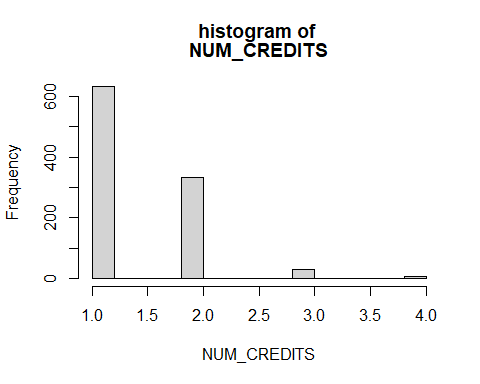 histogram of
NUM_CREDITS
Frequency
600
400
200
0
1.0 1.5 2.0 2.5 3.0 3.5 4.0
NUM_CREDITS